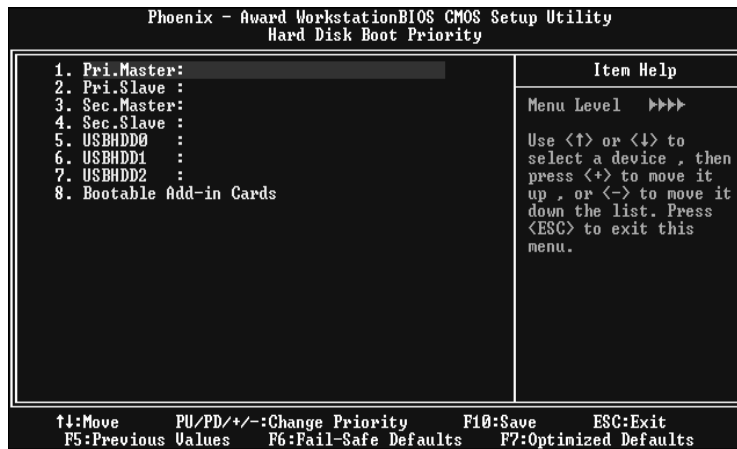 Phoenix - Award WorkstationBIOS CMOS Setup Utility
Hard Disk Boot Priority
1. Pri.Master:
2. Pri.Slave :
3. Sec.Master:
4. Sec.Slave :
5. USBHDD0 :
6. USBHDD1 :
7. USBHDD2 :
8. Bootable Add-in Cards
Item Help
Menu Level ▶▶▶▶
Use <↑> or <↓> to
select a device , then
press <+> to move it
up , or <-> to move it
down the list. Press
<ESC> to exit this
menu.
↑↓:Move PU/PD/+/-:Change Priority F10:Save ESC:Exit
F5:Previous Values F6:Fail-Safe Defaults F7:Optimized Defaults